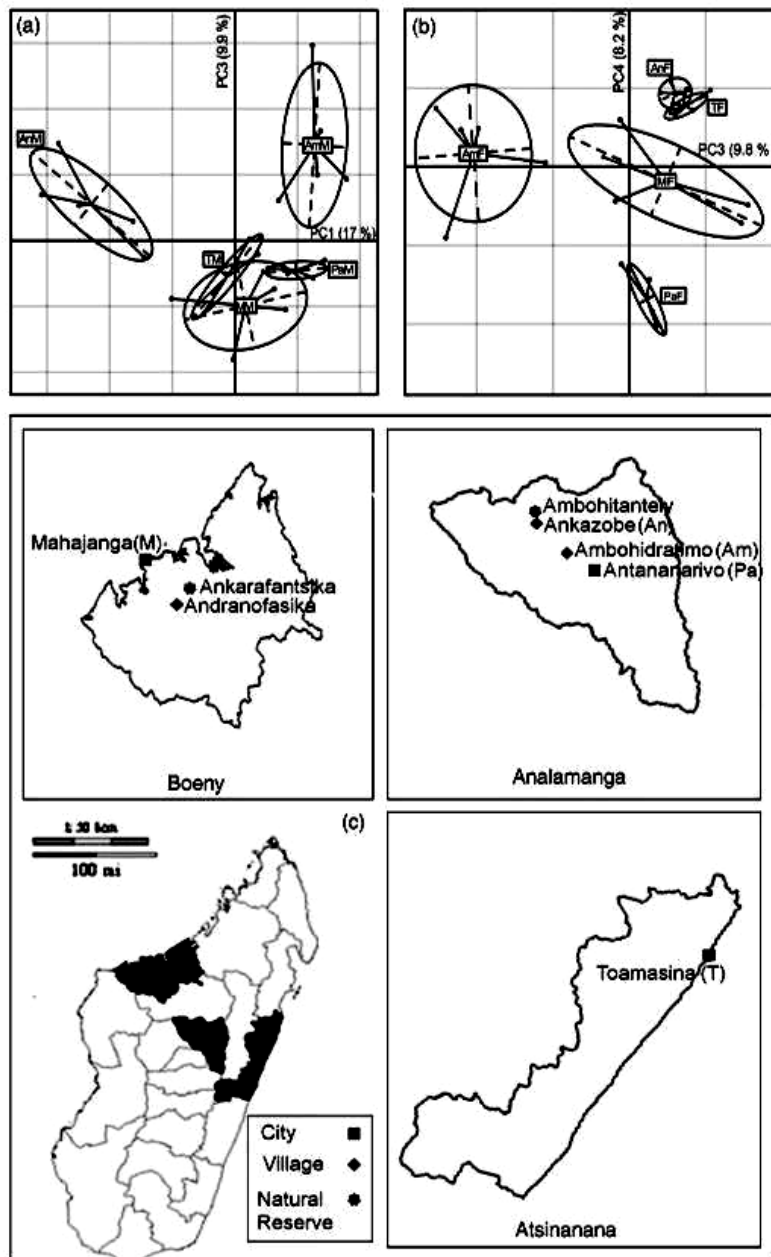 (a)
PC3 (9.9 %)
AnM
AmM
PC1 (17 %)
TM
PaM
MM
(b)
PC4 (8.2 %)
AnF
TF
AmF
PC3 (9.8 %
MF
PaF
Mahajanga(M)
Ankarafantsika
Andranofasika
Boeny
Ambohitantely
Ankazobe (An)
Ambohidratimo (Am)
Antananarivo (Pa)
Analamanga
(c)
100 mi
City
Village
Natural
Reserve
Toamasina (T)
Atsinanana